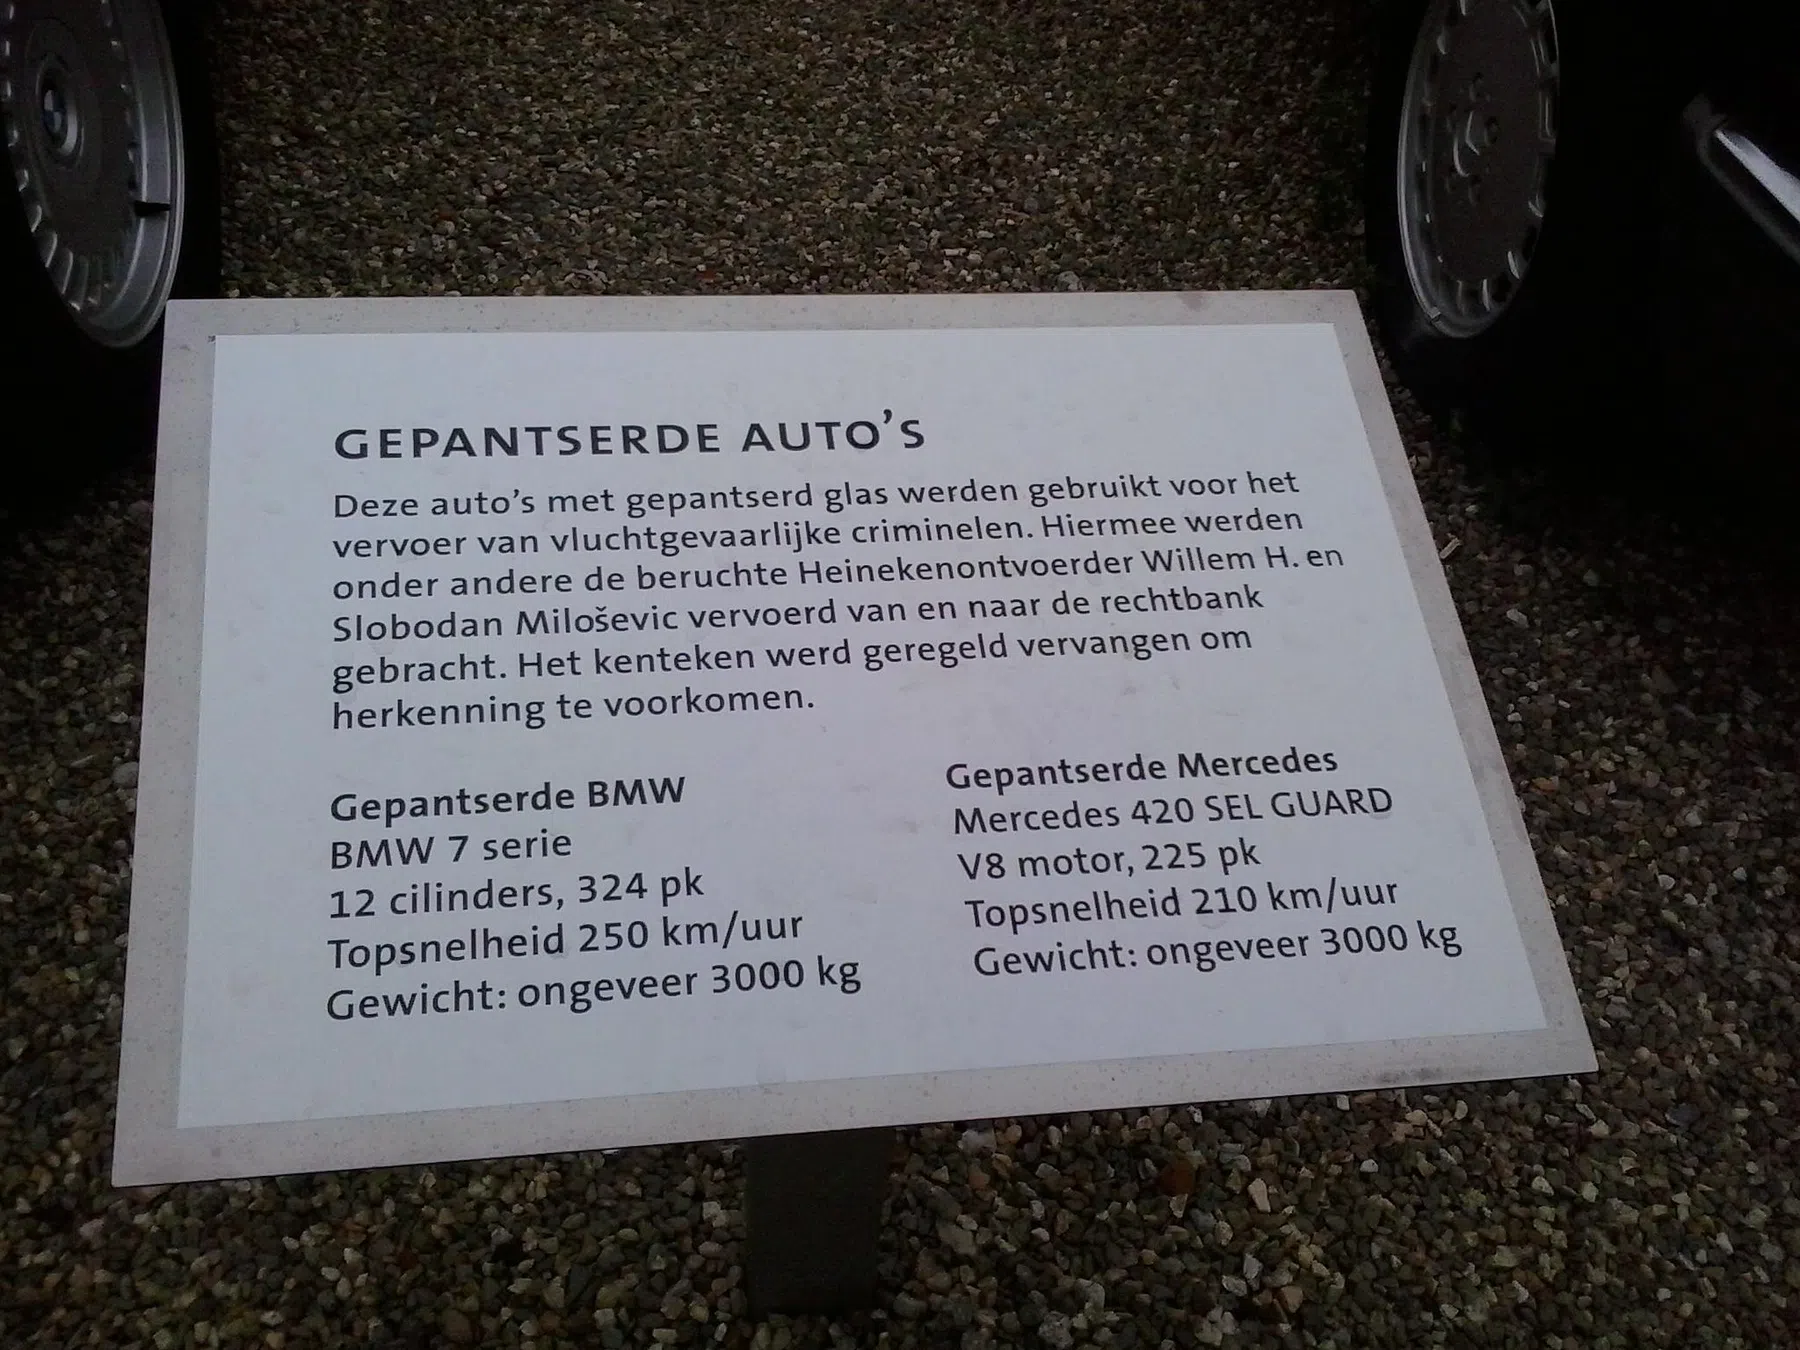 GEPANTSERDE AUTO'S
Deze auto's met gepantserd glas werden gebruikt voor het
vervoer van vluchtgevaarlijke criminelen. Hiermee werden
onder andere de beruchte Heinekenontvoerder Willem H. en
Slobodan Miloševic vervoerd van en naar de rechtbank
gebracht. Het kenteken werd geregeld vervangen om
herkenning te voorkomen.
Gepantserde BMW
BMW 7 serie
12 cilinders, 324 pk
Topsnelheid 250 km/uur
Gewicht: ongeveer 3000 kg
Gepantserde Mercedes
Mercedes 420 SEL GUARD
V8 motor, 225 pk
Topsnelheid 210 km/uur
Gewicht: ongeveer 3000 kg